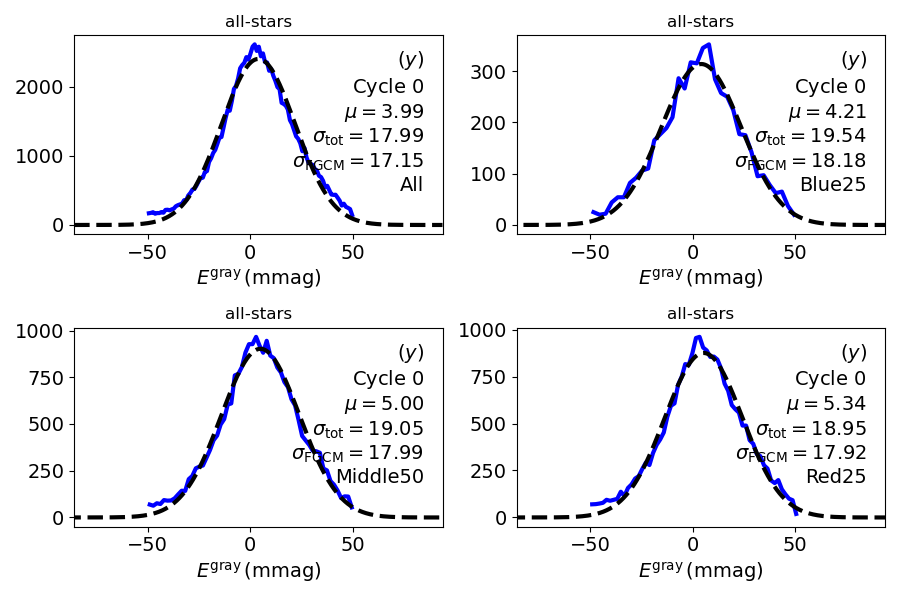 all-stars
2000
1000
0
−50 0 50
E^gray (mmag)
(y)
Cycle 0
μ = 3.99
σ_tot = 17.99
σ_FGCM = 17.15
All
all-stars
300
200
100
0
−50 0 50
E^gray (mmag)
(y)
Cycle 0
μ = 4.21
σ_tot = 19.54
σ_FGCM = 18.18
Blue25
all-stars
1000
750
500
250
0
−50 0 50
E^gray (mmag)
(y)
Cycle 0
μ = 5.00
σ_tot = 19.05
σ_FGCM = 17.99
Middle50
all-stars
1000
750
500
250
0
−50 0 50
E^gray (mmag)
(y)
Cycle 0
μ = 5.34
σ_tot = 18.95
σ_FGCM = 17.92
Red25